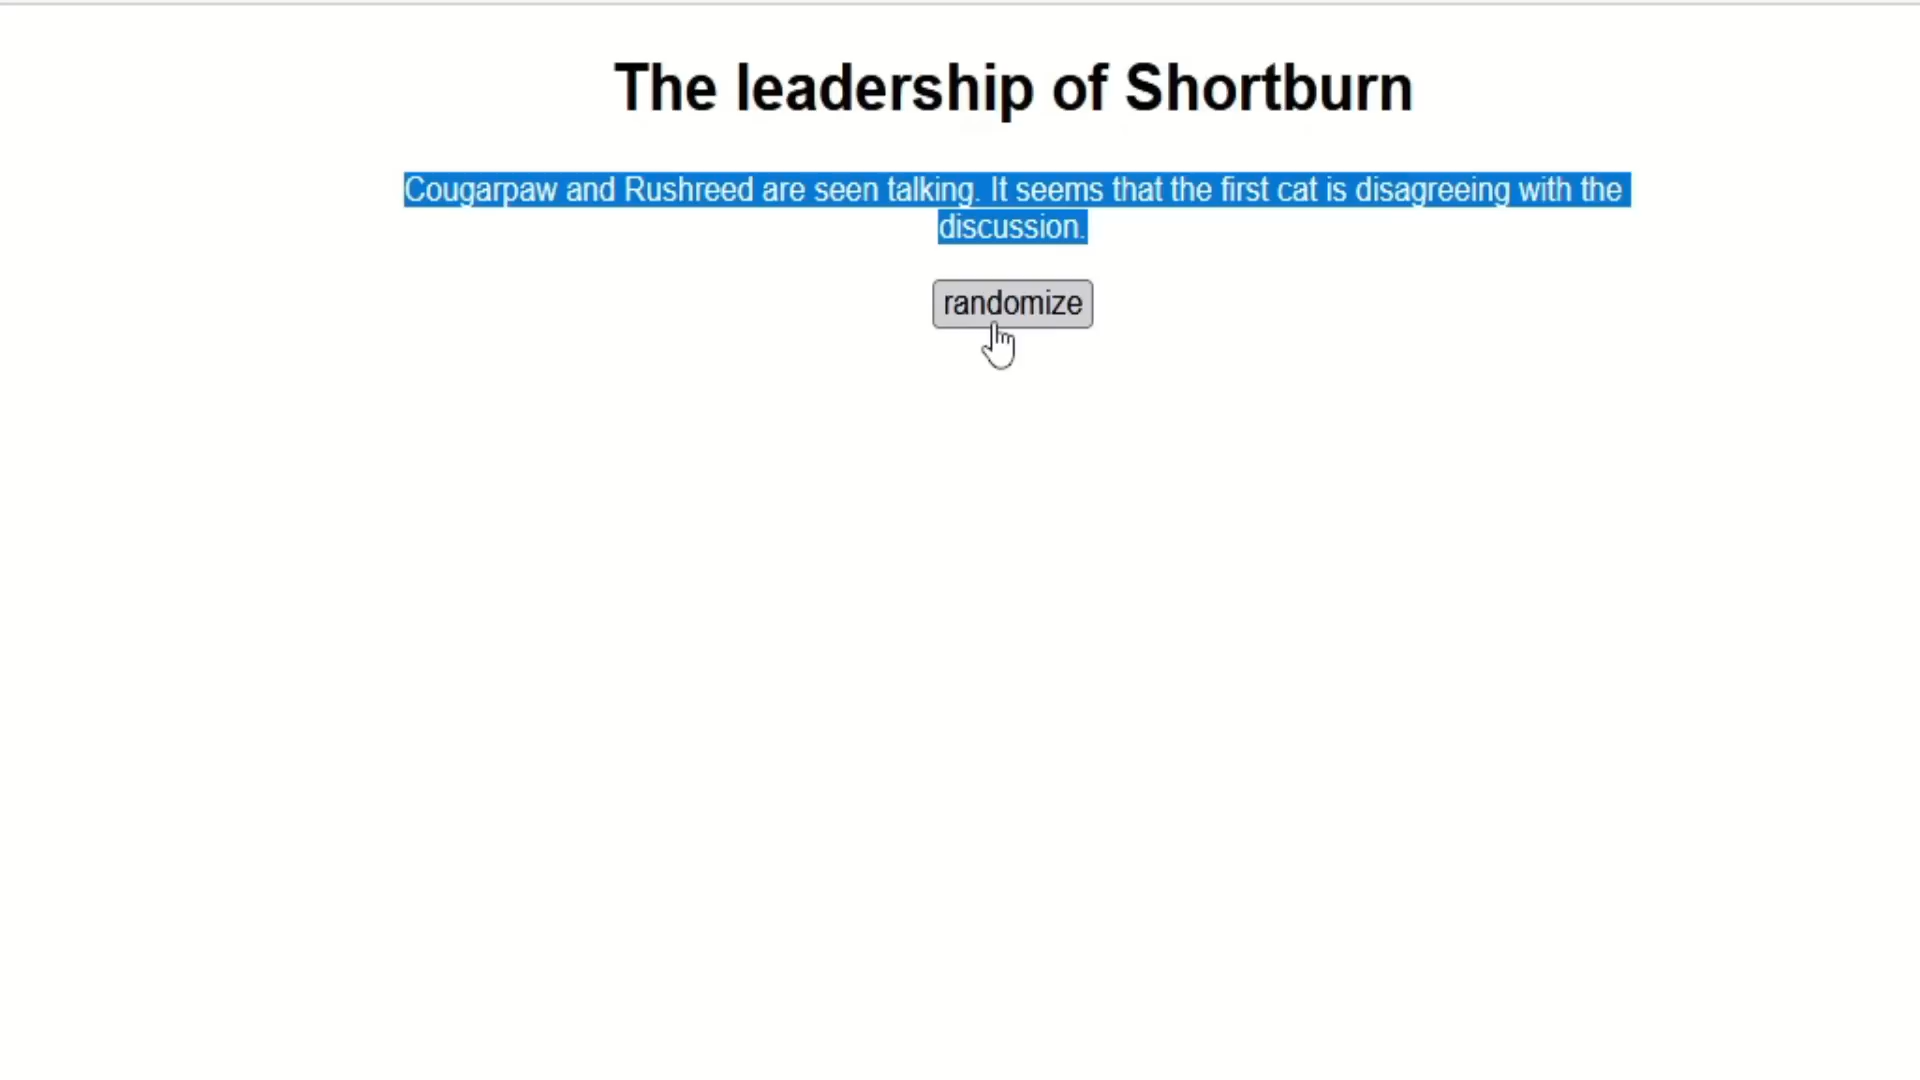 The leadership of Shortburn
Cougarpaw and Rushreed are seen talking. It seems that the first cat is disagreeing with the
discussion.
randomize